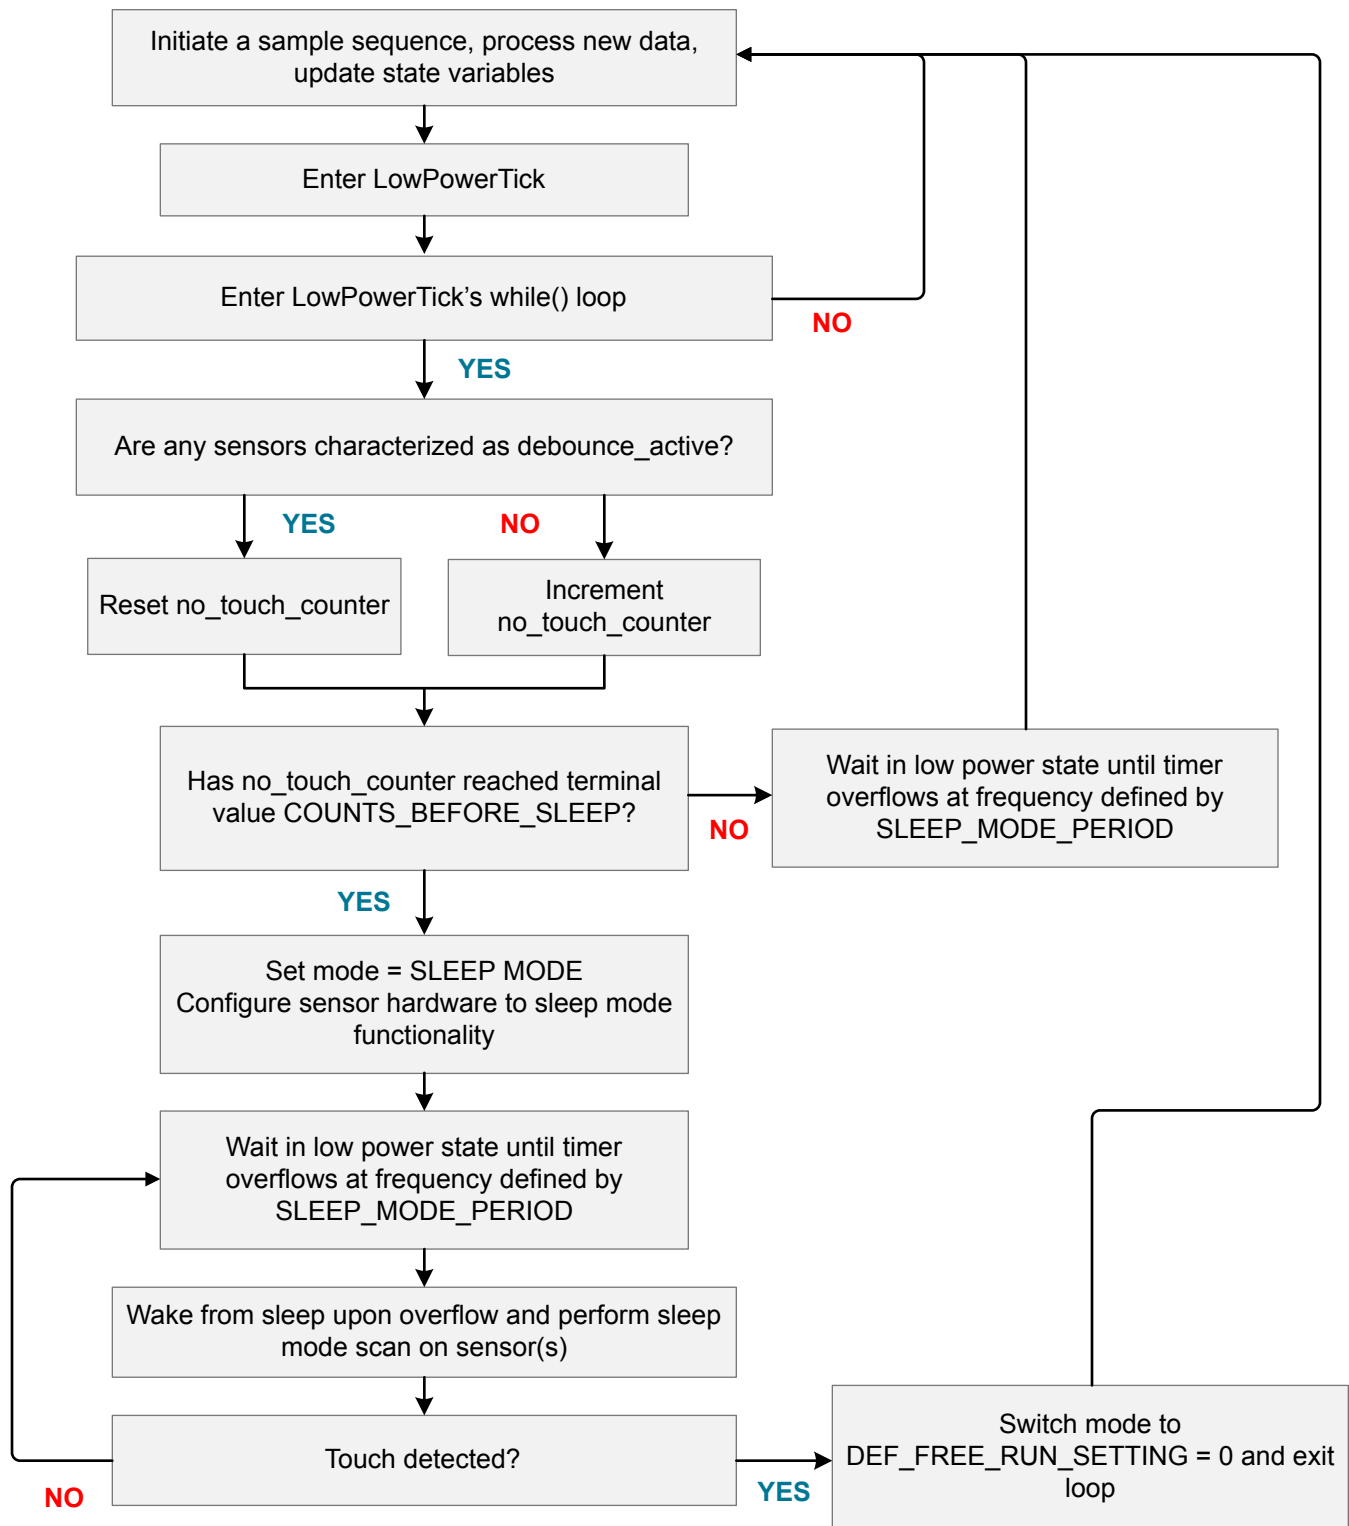 Initiate a sample sequence, process new data,
update state variables
Enter LowPowerTick
Enter LowPowerTick’s while() loop
NO
YES
Are any sensors characterized as debounce_active?
YES
NO
Reset no_touch_counter
Increment
no_touch_counter
Has no_touch_counter reached terminal
value COUNTS_BEFORE_SLEEP?
NO
Wait in low power state until timer
overflows at frequency defined by
SLEEP_MODE_PERIOD
YES
Set mode = SLEEP MODE
Configure sensor hardware to sleep mode
functionality
Wait in low power state until timer
overflows at frequency defined by
SLEEP_MODE_PERIOD
Wake from sleep upon overflow and perform sleep
mode scan on sensor(s)
Touch detected?
NO
YES
Switch mode to
DEF_FREE_RUN_SETTING = 0 and exit
loop